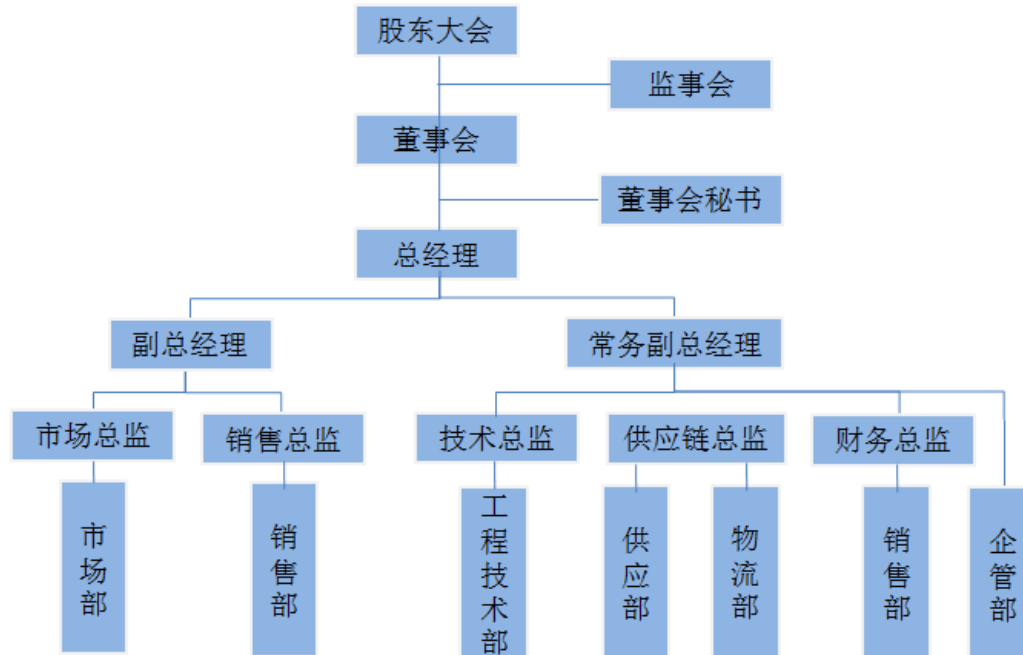 股东大会
监事会
董事会
董事会秘书
总经理
副总经理
常务副总经理
市场总监
销售总监
技术总监
供应链总监
财务总监
市场部
销售部
工程技术部
供应部
物流部
销售部
企管部